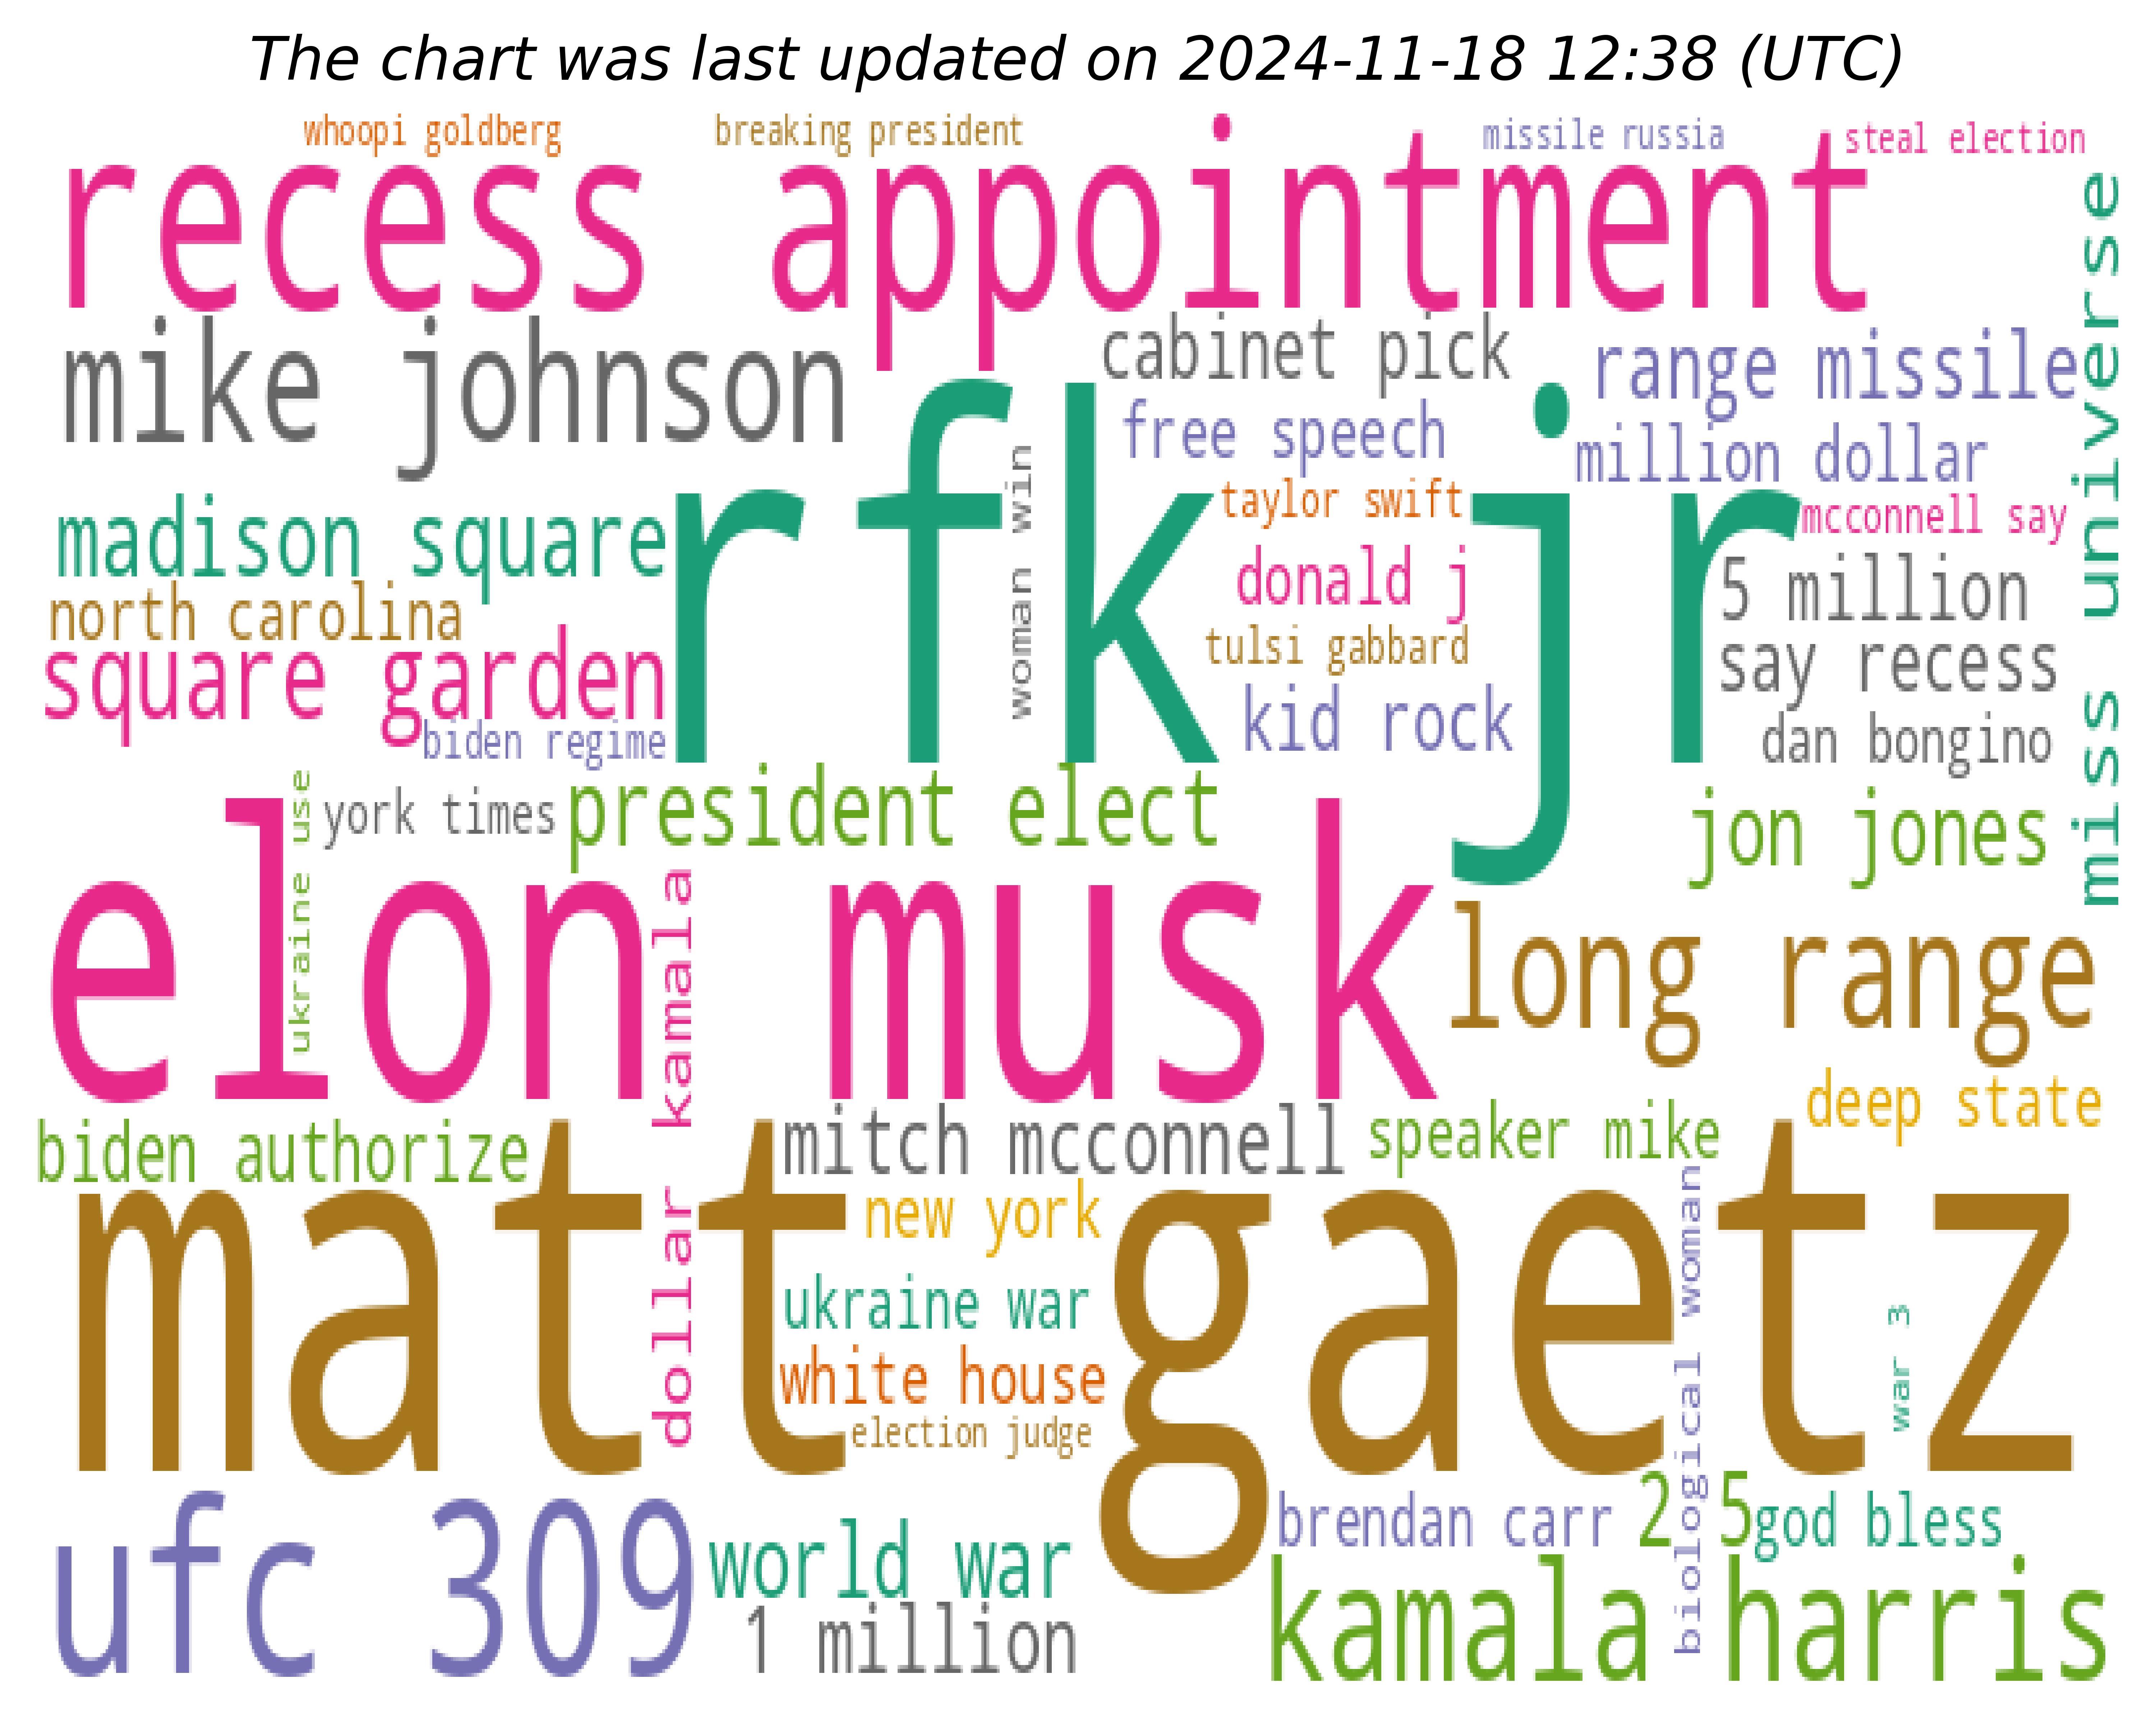 The chart was last updated on 2024-11-18 12:38 (UTC)
whoopi goldberg
breaking president
missile russia
steal election
recess appointment
miss universe
mike johnson
cabinet pick
range missile
free speech
million dollar
madison square
rfk jr
woman win
taylor swift
mcconnell say
north carolina
donald j
5 million
square garden
tulsi gabbard
say recess
biden regime
kid rock
dan bongino
ukraine use
york times
president elect
jon jones
elon musk
dollar kamala
long range
biden authorize
mitch mcconnell
speaker mike
deep state
matt gaetz
new york
biological woman
ukraine war
war 3
white house
election judge
ufc 309
brendan carr
2 5
god bless
world war
1 million
kamala harris